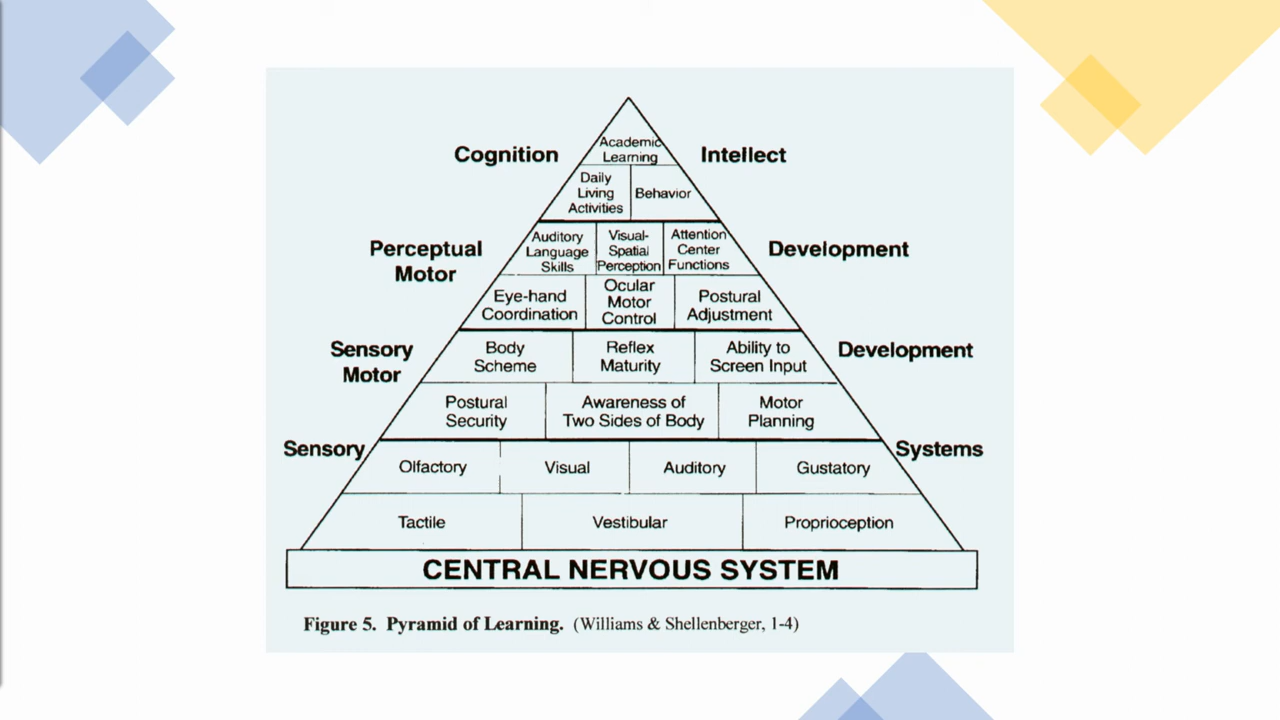 Academic
Learning
Cognition
Intellect
Daily
Living
Activities
Behavior
Auditory
Language
Skills
Visual-
Spatial
Perception
Attention
Center
Functions
Perceptual
Motor
Development
Eye-hand
Coordination
Ocular
Motor
Control
Postural
Adjustment
Sensory
Motor
Body
Scheme
Reflex
Maturity
Ability to
Screen Input
Development
Postural
Security
Awareness of
Two Sides of Body
Motor
Planning
Sensory
Systems
Olfactory
Visual
Auditory
Gustatory
Tactile
Vestibular
Proprioception
CENTRAL NERVOUS SYSTEM
Figure 5. Pyramid of Learning. (Williams & Shellenberger, 1-4)